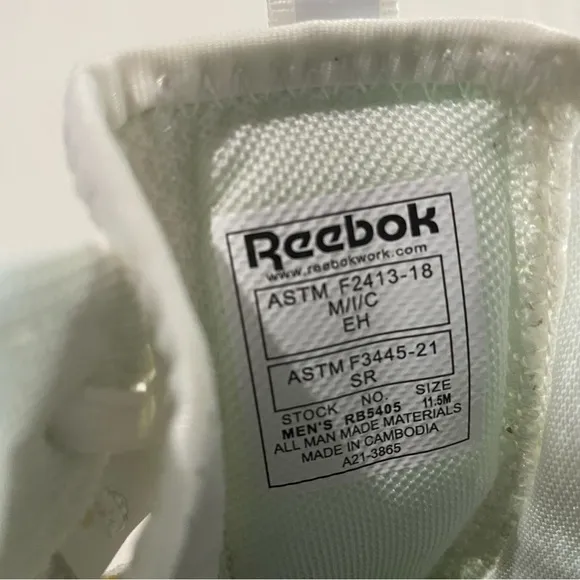 Reebok
www.reebokwork.com
ASTM F2413-18
M/I/C
EH
ASTM F3445-21
SR
STOCK NO. SIZE
MEN'S RB5405 11.5M
ALL MAN MADE MATERIALS
MADE IN CAMBODIA
A21-3865